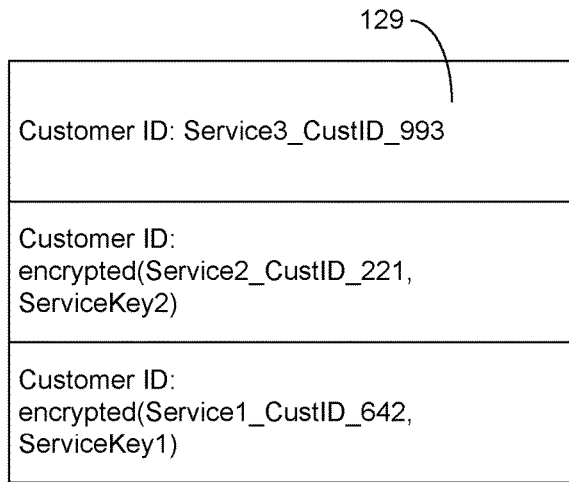 129
Customer ID: Service3_CustID_993
Customer ID:
encrypted(Service2_CustID_221,
ServiceKey2)
Customer ID:
encrypted(Service1_CustID_642,
ServiceKey1)